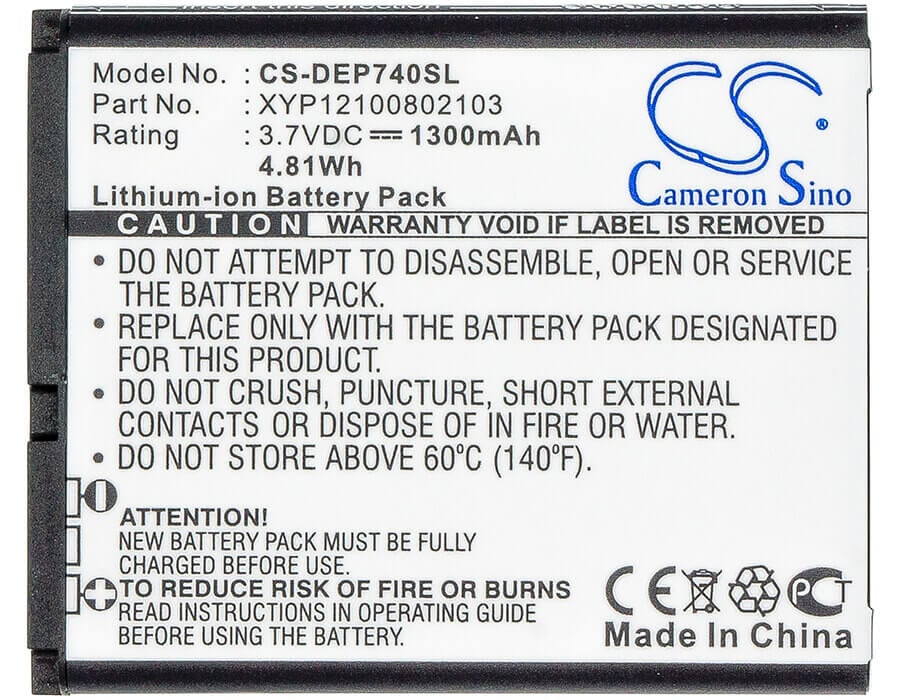 Model No. : CS-DEP740SL
Part No. : XYP12100802103
Rating : 3.7VDC ⎓ 1300mAh
4.81Wh
Lithium-ion Battery Pack
CS ®
Cameron Sino
CAUTION WARRANTY VOID IF LABEL IS REMOVED
• DO NOT ATTEMPT TO DISASSEMBLE, OPEN OR SERVICE
THE BATTERY PACK.
• REPLACE ONLY WITH THE BATTERY PACK DESIGNATED
FOR THIS PRODUCT.
• DO NOT CRUSH, PUNCTURE, SHORT EXTERNAL
CONTACTS OR DISPOSE OF IN FIRE OR WATER.
• DO NOT STORE ABOVE 60°C (140°F).
ATTENTION!
NEW BATTERY PACK MUST BE FULLY
CHARGED BEFORE USE.
TO REDUCE RISK OF FIRE OR BURNS
READ INSTRUCTIONS IN OPERATING GUIDE
BEFORE USING THE BATTERY.
CE PCT
Made in China